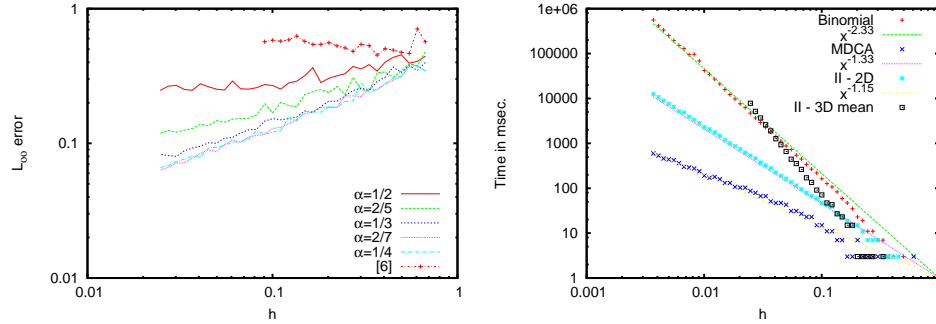 1
0.1
0.01
0.01
0.1
1
L_oo error
h
α=1/2
α=2/5
α=1/3
α=2/7
α=1/4
[6]
1e+06
100000
10000
1000
100
10
1
0.01
0.1
Time in msec.
h
Binomial
x^-2.33
MDCA
x^-1.33
II - 2D
x^-1.15
II - 3D mean